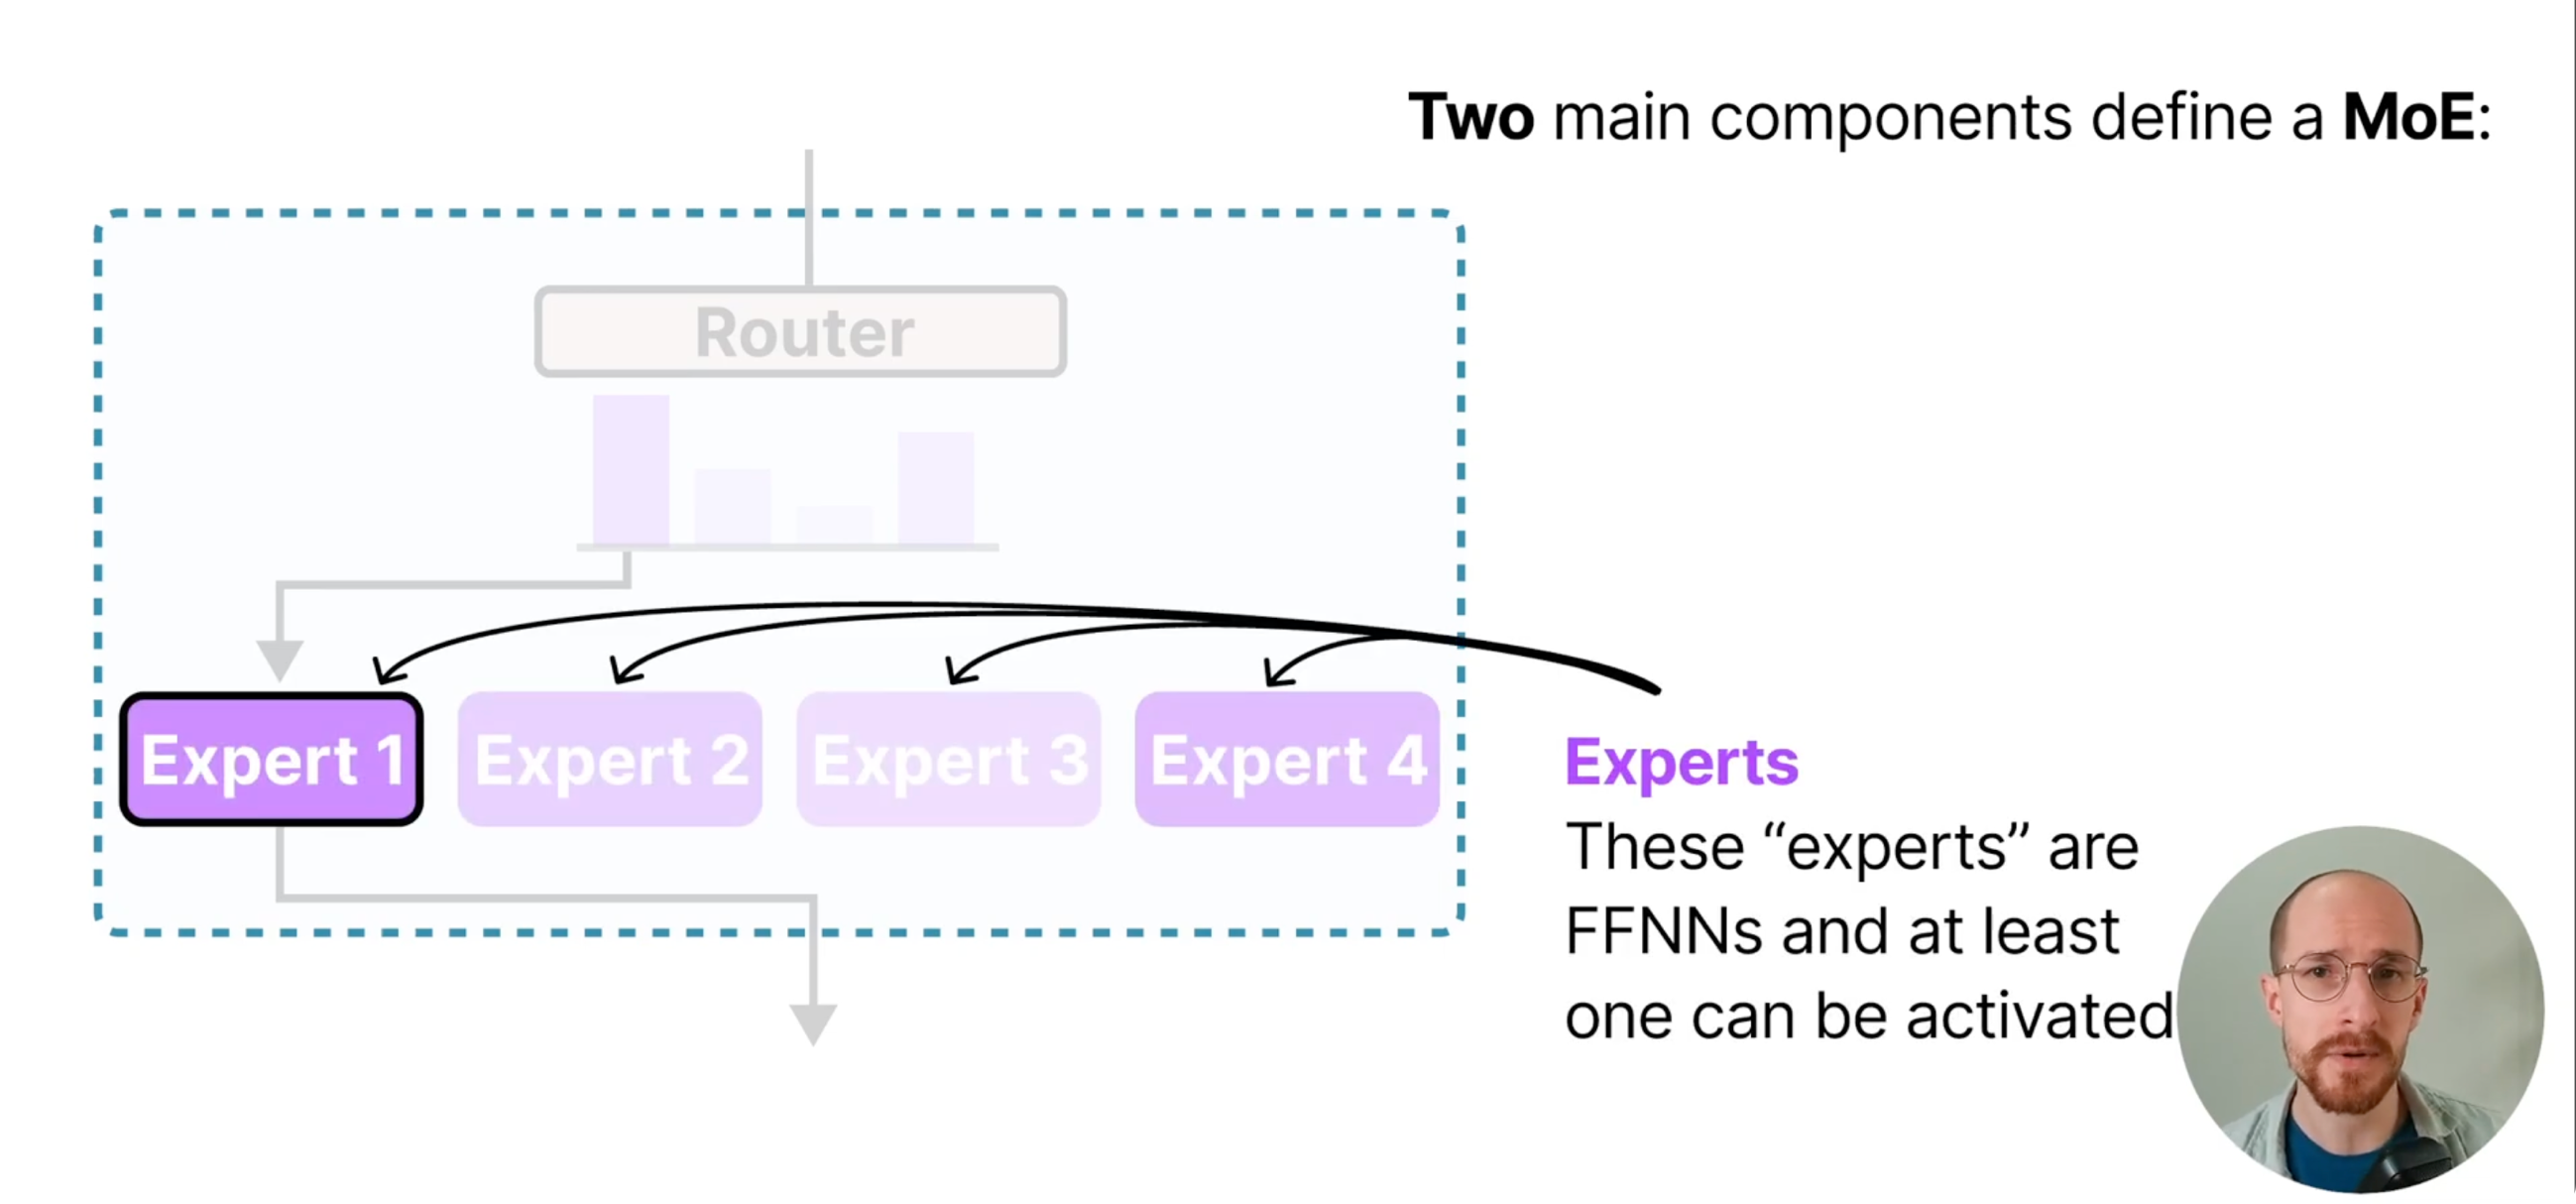 Two main components define a MoE:
Router
Expert 1
Expert 2
Expert 3
Expert 4
Experts
These “experts” are
FFNNs and at least
one can be activated